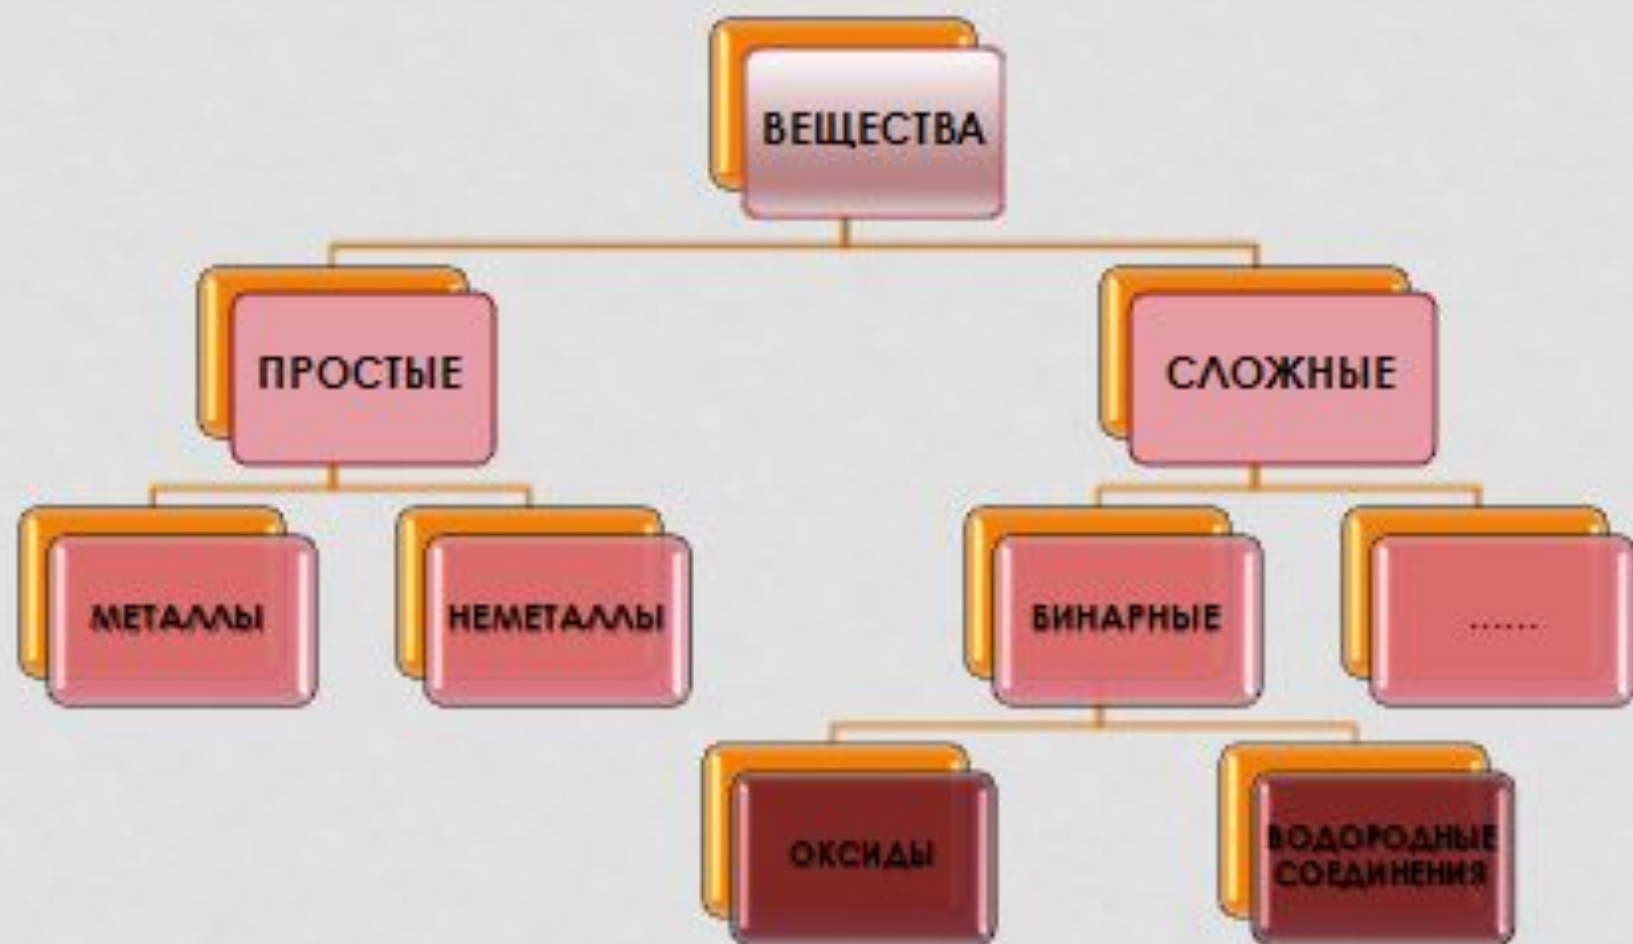 ВЕЩЕСТВА
ПРОСТЫЕ
СЛОЖНЫЕ
МЕТАЛЛЫ
НЕМЕТАЛЛЫ
БИНАРНЫЕ
......
ОКСИДЫ
ВОДОРОДНЫЕ
СОЕДИНЕНИЯ